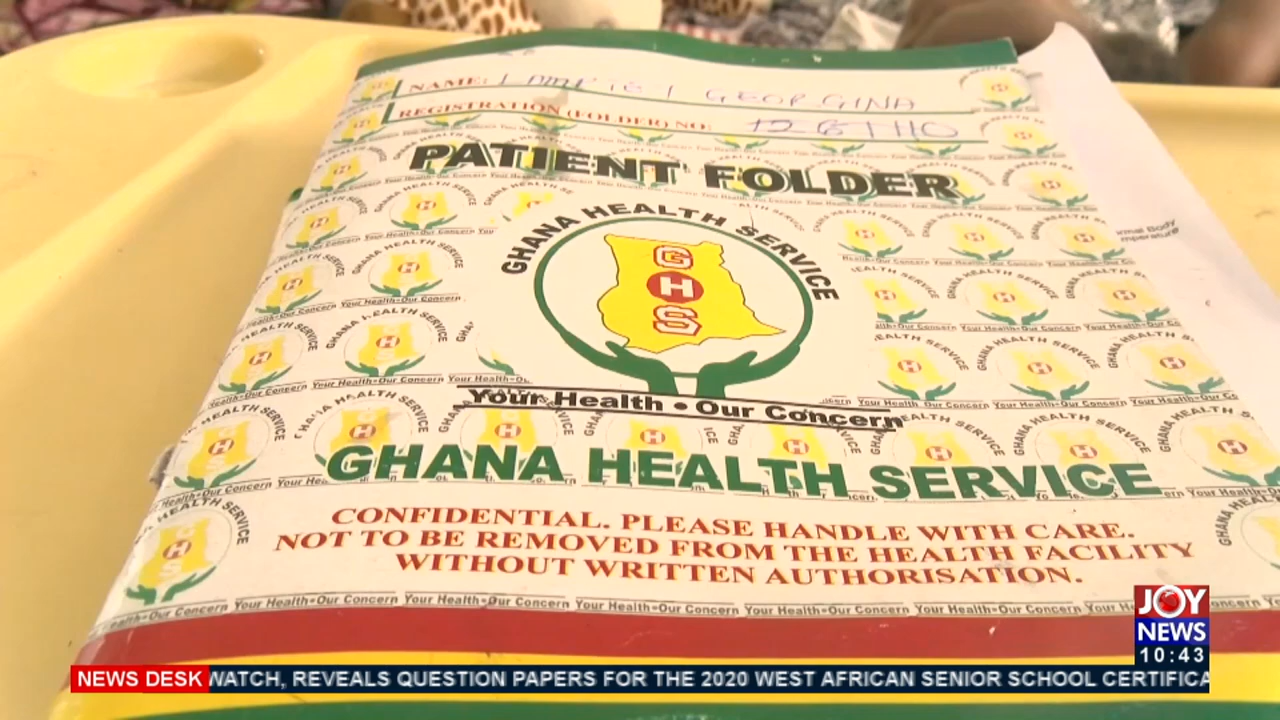 NAME: GEORGINA
REGISTRATION (FOLDER) NO:
PATIENT FOLDER
GHANA HEALTH SERVICE
G
H
S
Your Health • Our Concern
GHANA HEALTH SERVICE
CONFIDENTIAL. PLEASE HANDLE WITH CARE.
NOT TO BE REMOVED FROM THE HEALTH FACILITY
WITHOUT WRITTEN AUTHORISATION.
JOY
NEWS
10:43
NEWS DESK WATCH, REVEALS QUESTION PAPERS FOR THE 2020 WEST AFRICAN SENIOR SCHOOL CERTIFICA